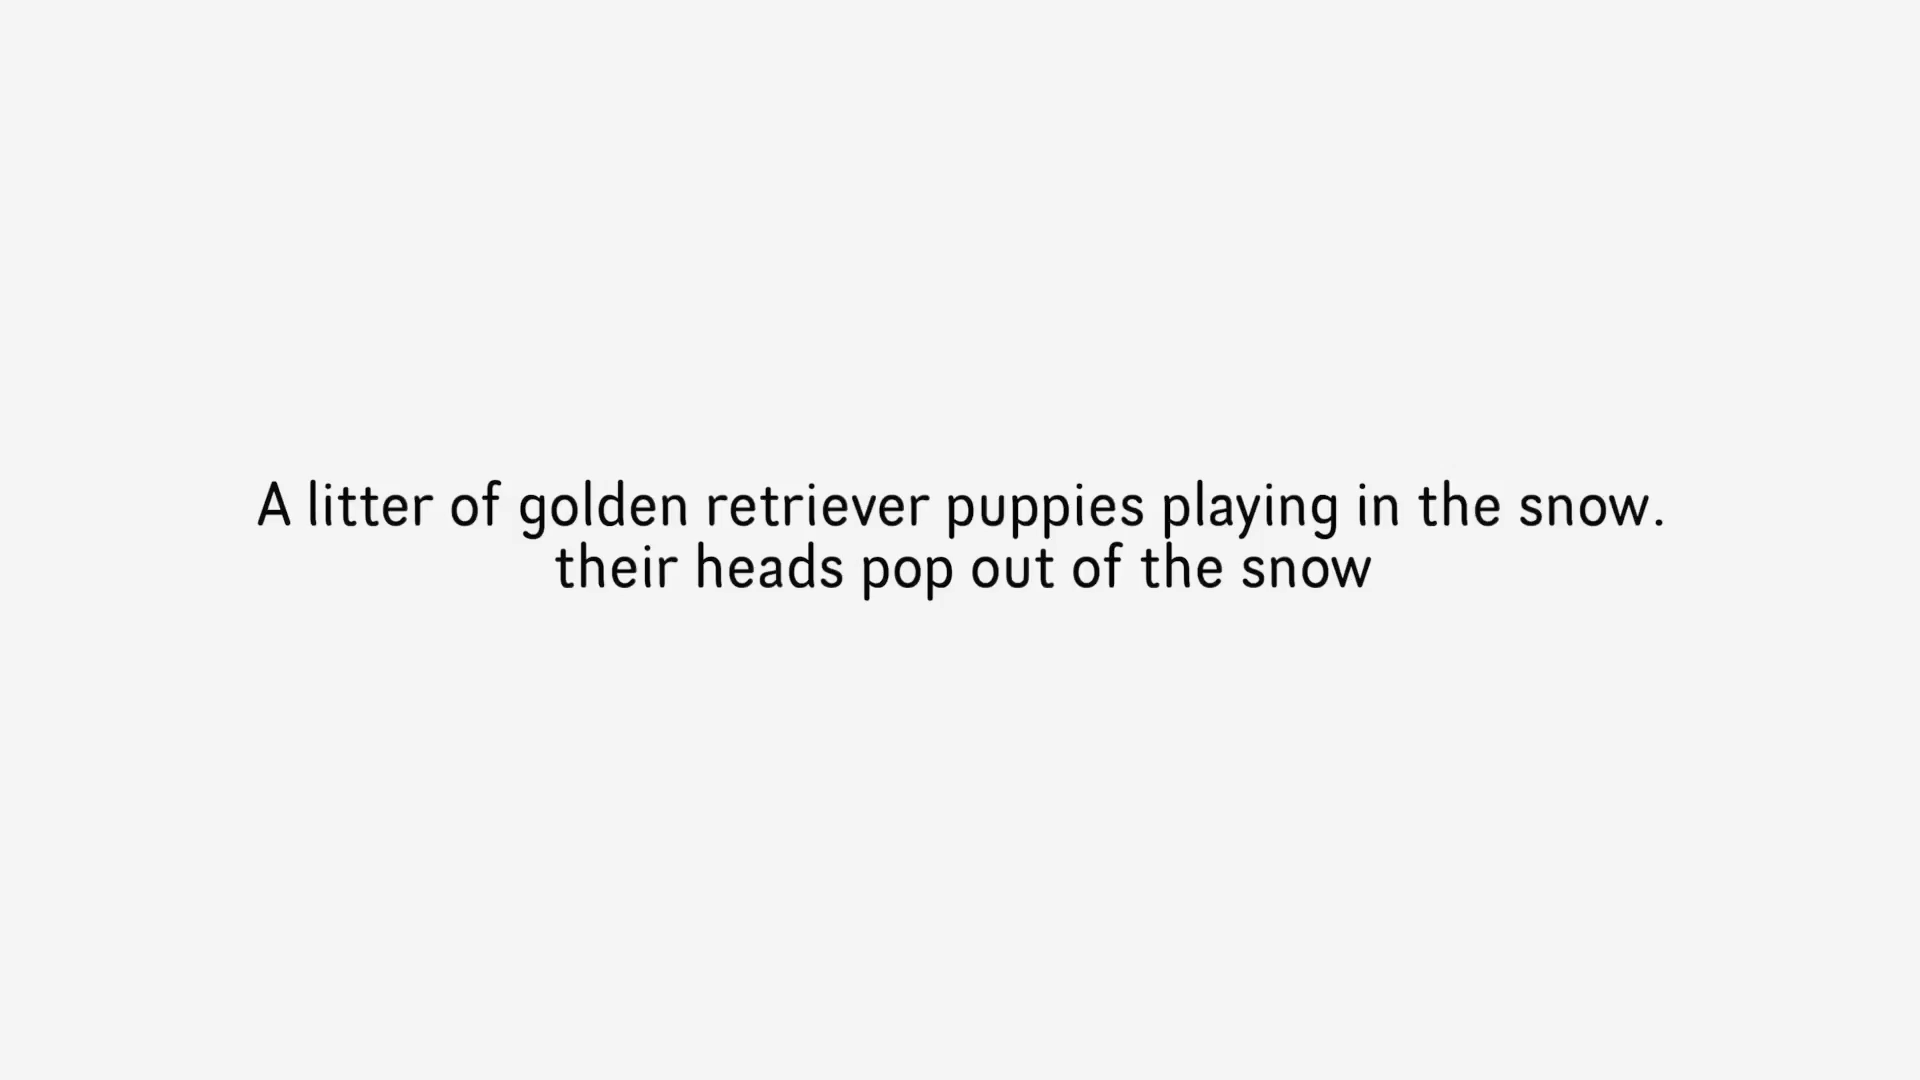 A litter of golden retriever puppies playing in the snow.
their heads pop out of the snow